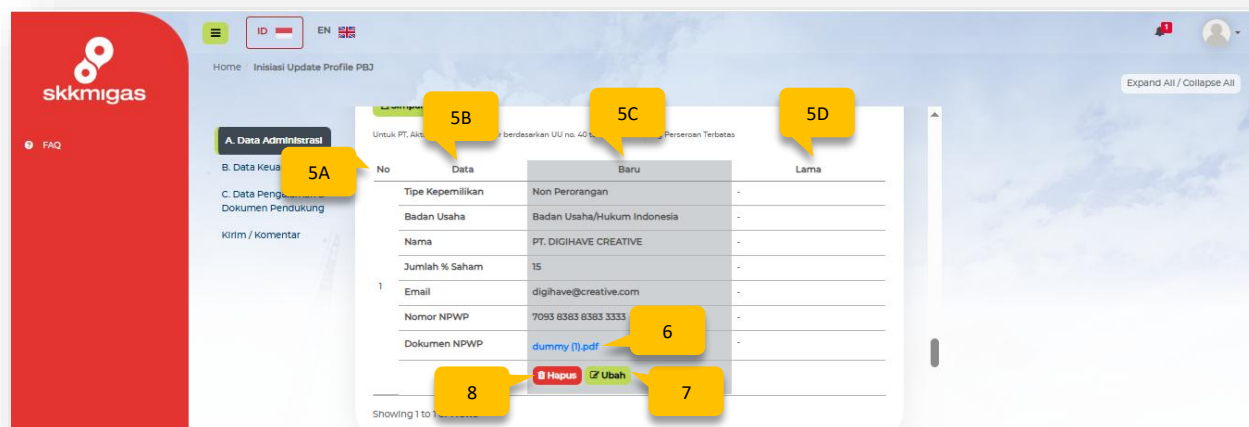 ID EN 1
skkmigas
Home Inisiasi Update Profile PBJ
Expand All / Collapse All
FAQ
5B 5C 5D
Untuk PT, berdasarkan UU no. 40 Perseroan Terbatas
A. Data Administrasi
B. Data
5A
C. Data
Dokumen Pendukung
Kirim / Komentar
No Data Baru Lama
1
Tipe Kepemilikan Non Perorangan -
Badan Usaha Badan Usaha/Hukum Indonesia -
Nama PT. DIGIHAVE CREATIVE -
Jumlah % Saham 15 -
Email digihave@creative.com -
Nomor NPWP 7093 8383 8383 3333 -
Dokumen NPWP dummy (1).pdf -
6
Hapus Ubah
8 7
Showing 1 to